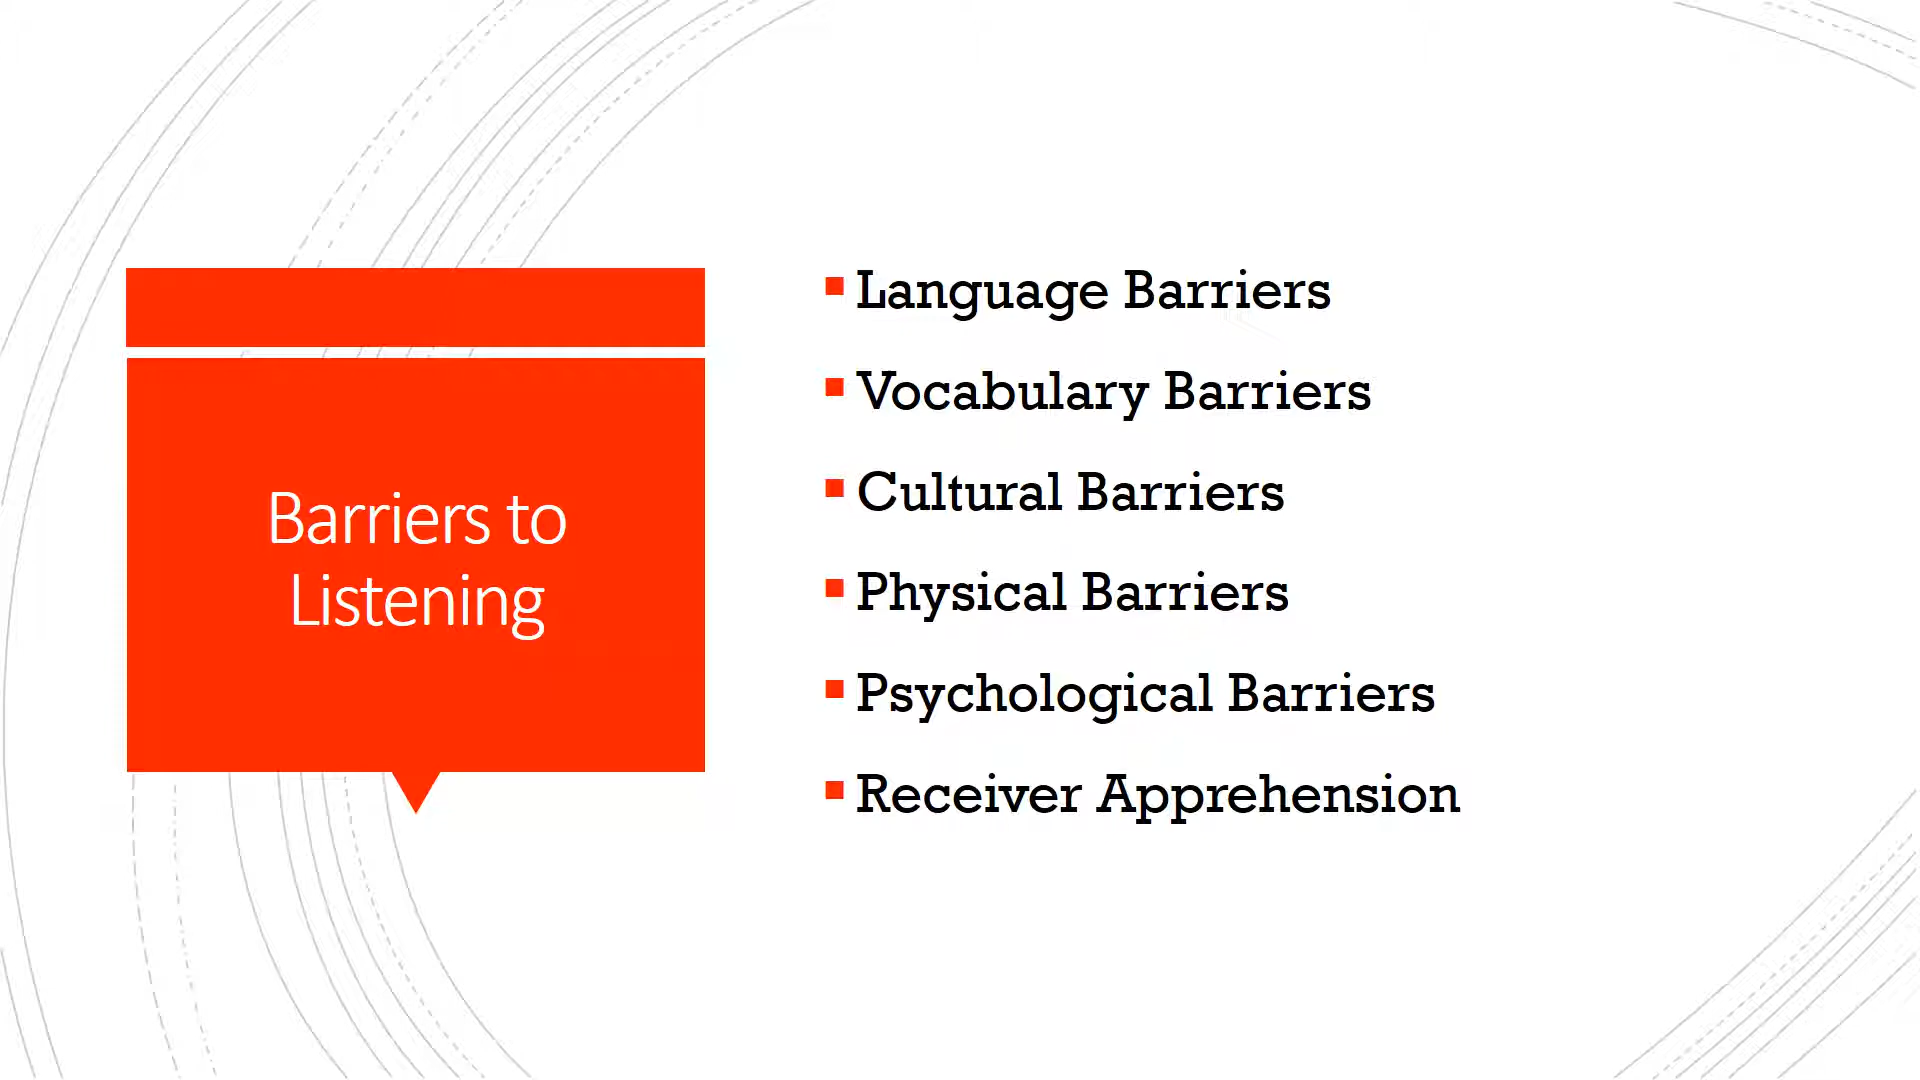 Barriers to
Listening
Language Barriers
Vocabulary Barriers
Cultural Barriers
Physical Barriers
Psychological Barriers
Receiver Apprehension